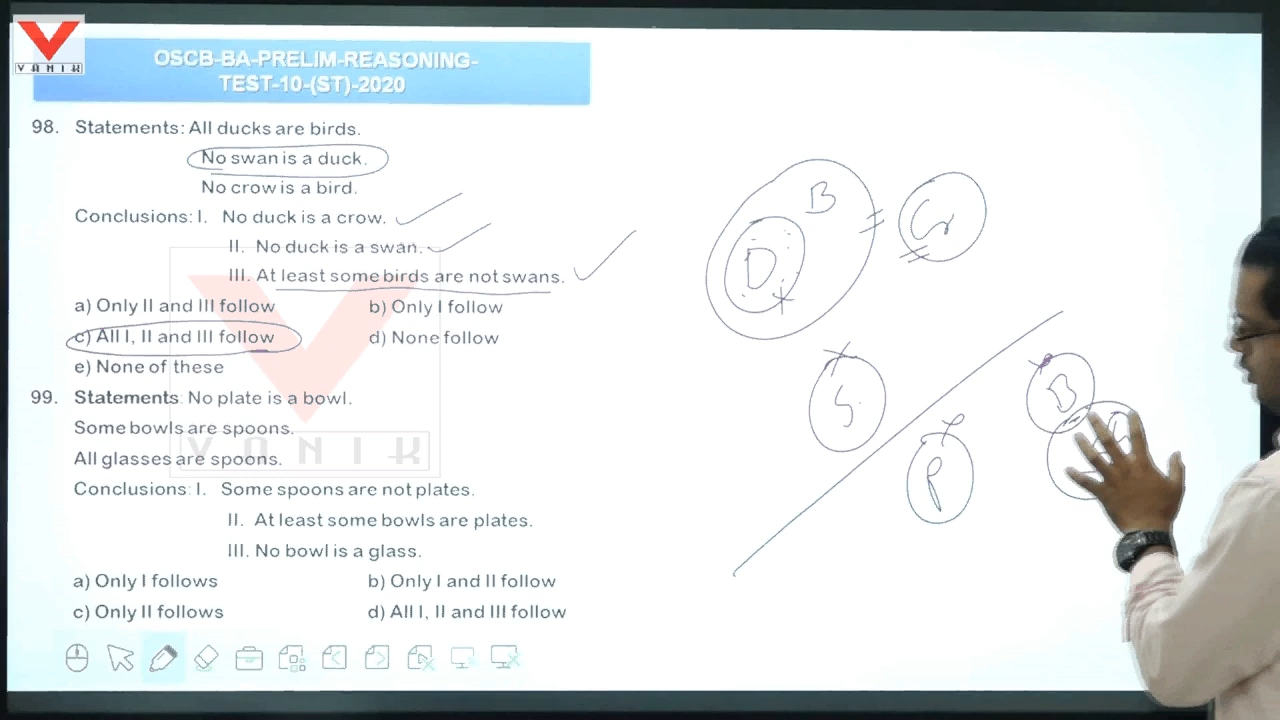 VANIK
OSCB-BA-PRELIM-REASONING-
TEST-10-(ST)-2020
98. Statements: All ducks are birds.
No swan is a duck.
No crow is a bird.
Conclusions: I. No duck is a crow.
II. No duck is a swan.
III. At least some birds are not swans.
a) Only II and III follow b) Only I follow
c) All I, II and III follow d) None follow
e) None of these
99. Statements: No plate is a bowl.
Some bowls are spoons.
All glasses are spoons.
Conclusions: I. Some spoons are not plates.
II. At least some bowls are plates.
III. No bowl is a glass.
a) Only I follows b) Only I and II follow
c) Only II follows d) All I, II and III follow
VANIK
B
Cr
D
S
B
P